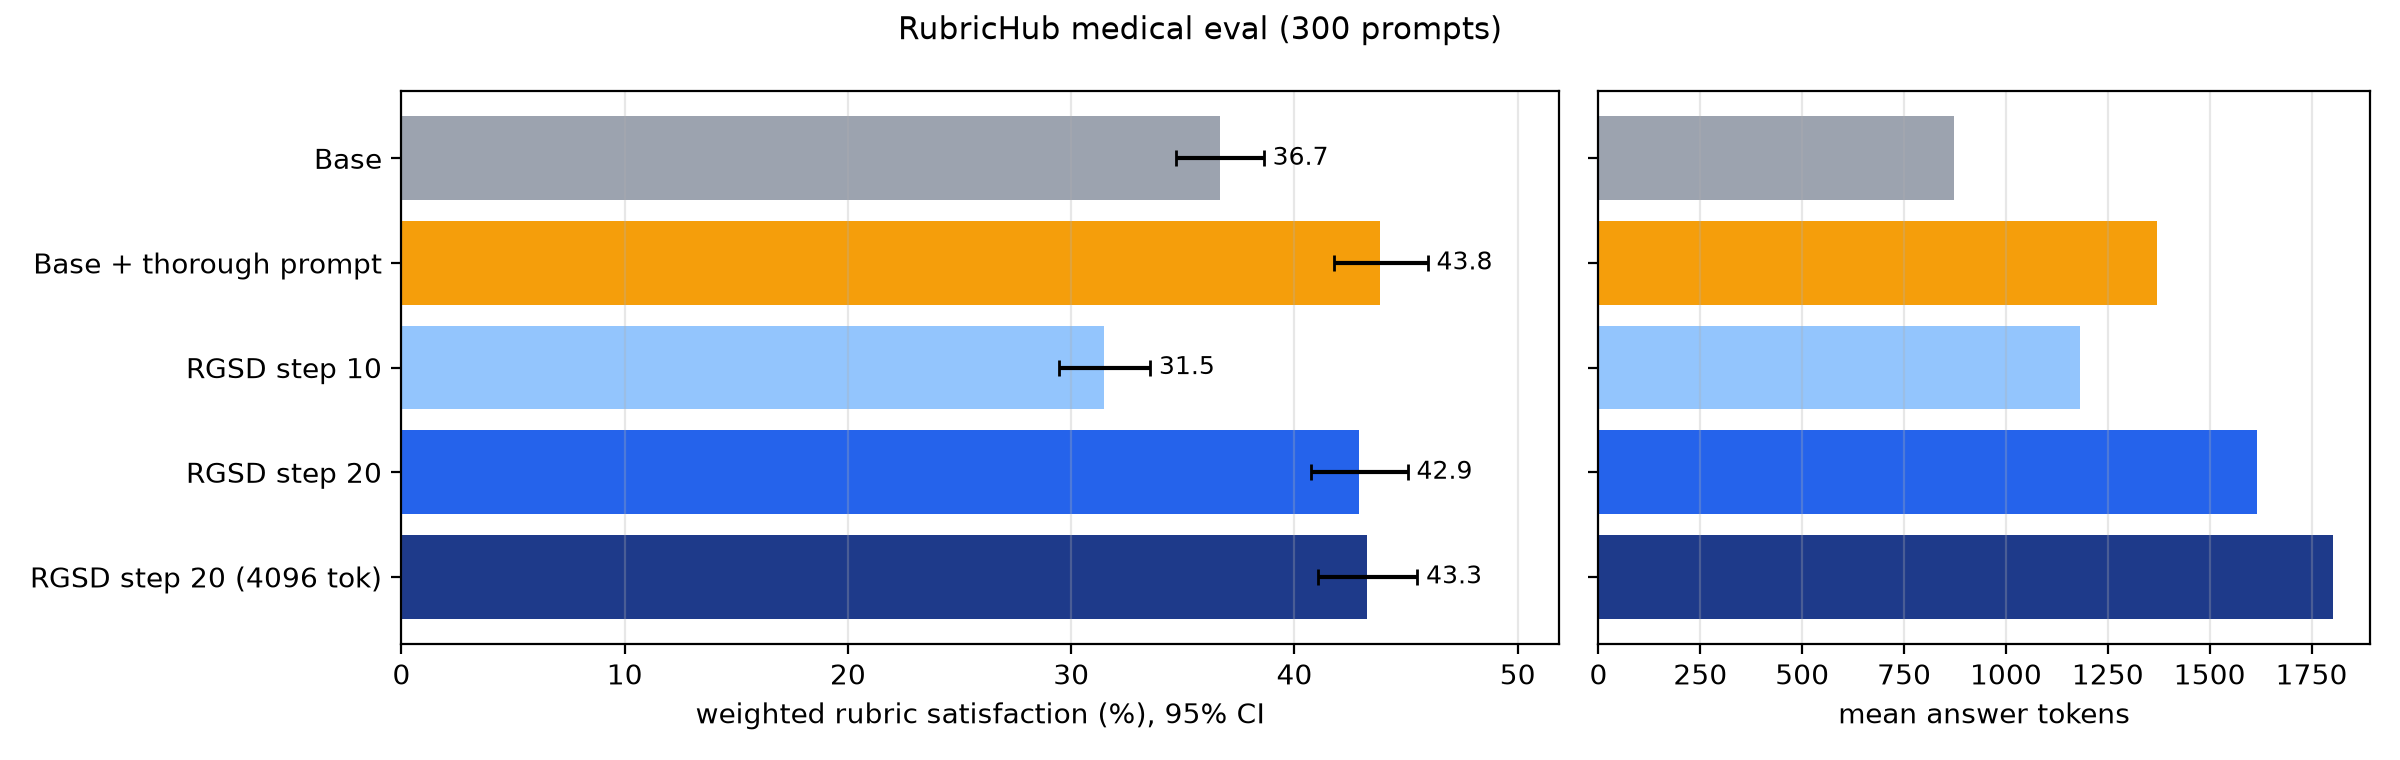 RubricHub medical eval (300 prompts)
Base
36.7
Base + thorough prompt
43.8
RGSD step 10
31.5
RGSD step 20
42.9
RGSD step 20 (4096 tok)
43.3
0 10 20 30 40 50
weighted rubric satisfaction (%), 95% CI
0 250 500 750 1000 1250 1500 1750
mean answer tokens